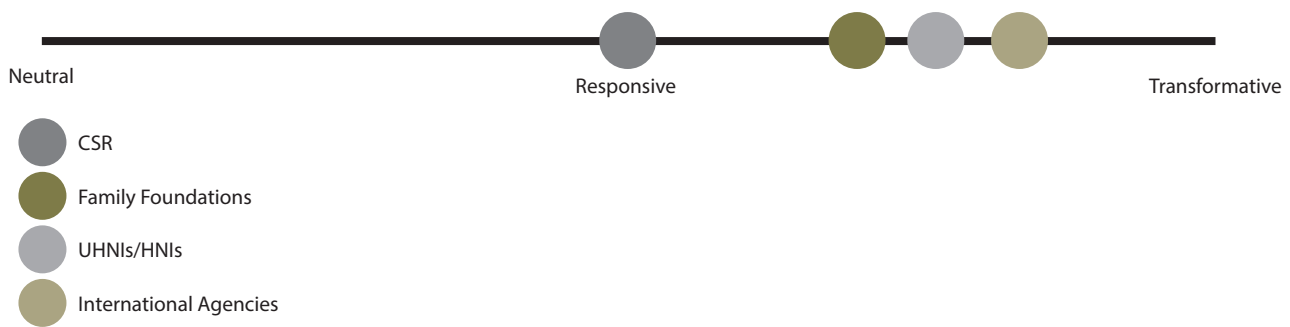 Neutral
Responsive
Transformative
CSR
Family Foundations
UHNIs/HNIs
International Agencies